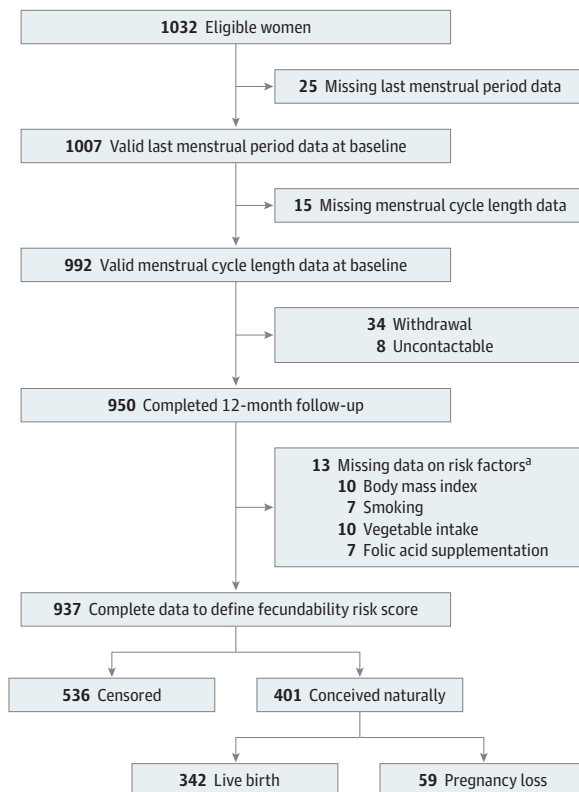 1032 Eligible women
25 Missing last menstrual period data
1007 Valid last menstrual period data at baseline
15 Missing menstrual cycle length data
992 Valid menstrual cycle length data at baseline
34 Withdrawal
8 Uncontactable
950 Completed 12-month follow-up
13 Missing data on risk factorsa
10 Body mass index
7 Smoking
10 Vegetable intake
7 Folic acid supplementation
937 Complete data to define fecundability risk score
536 Censored
401 Conceived naturally
342 Live birth
59 Pregnancy loss